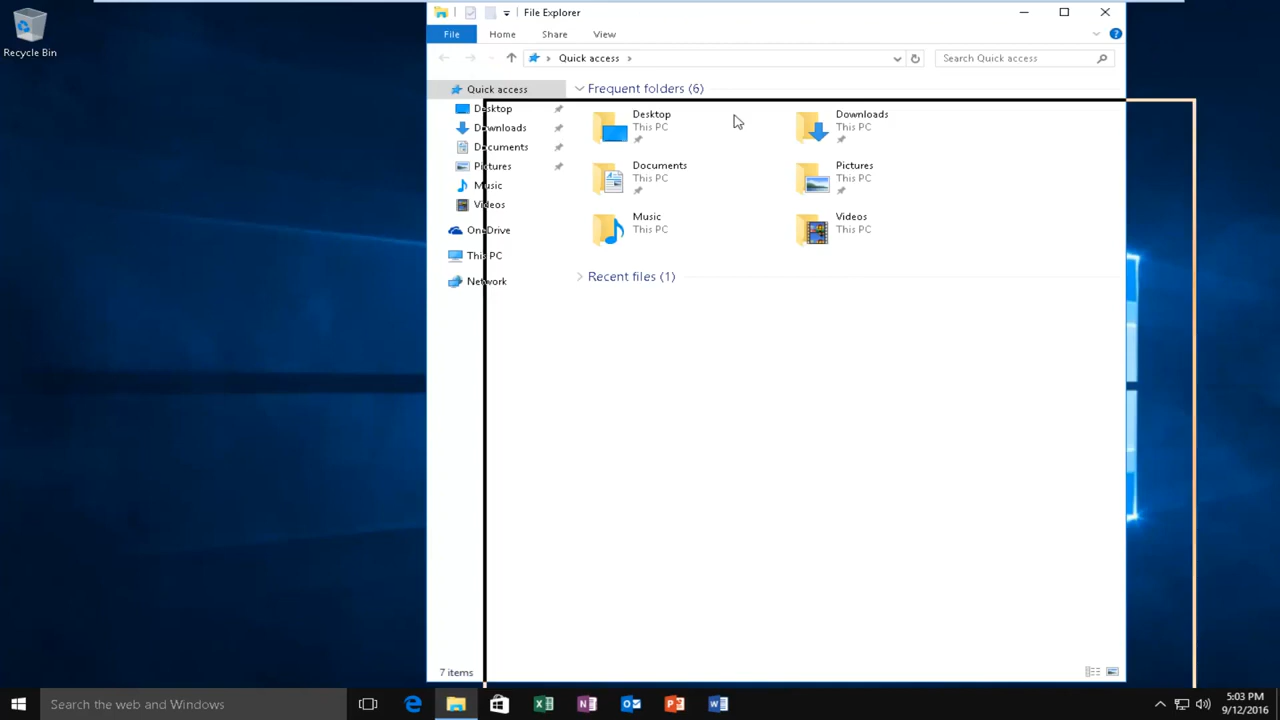 Recycle Bin
File Explorer
File Home Share View
Quick access
Search Quick access
Quick access
Desktop
Downloads
Documents
Pictures
Music
Videos
OneDrive
This PC
Network
Frequent folders (6)
Desktop
This PC
Downloads
This PC
Documents
This PC
Pictures
This PC
Music
This PC
Videos
This PC
Recent files (1)
7 items
Search the web and Windows
5:03 PM
9/12/2016